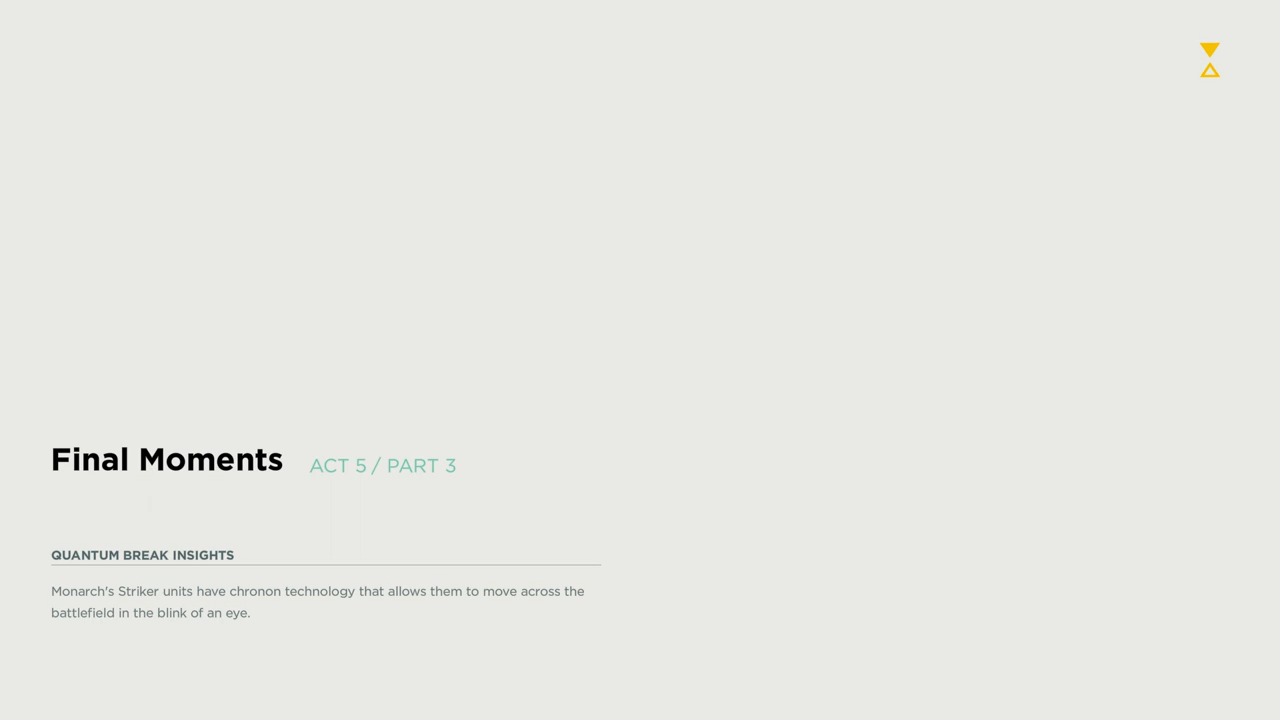 Final Moments ACT 5 / PART 3
QUANTUM BREAK INSIGHTS
Monarch's Striker units have chronon technology that allows them to move across the
battlefield in the blink of an eye.